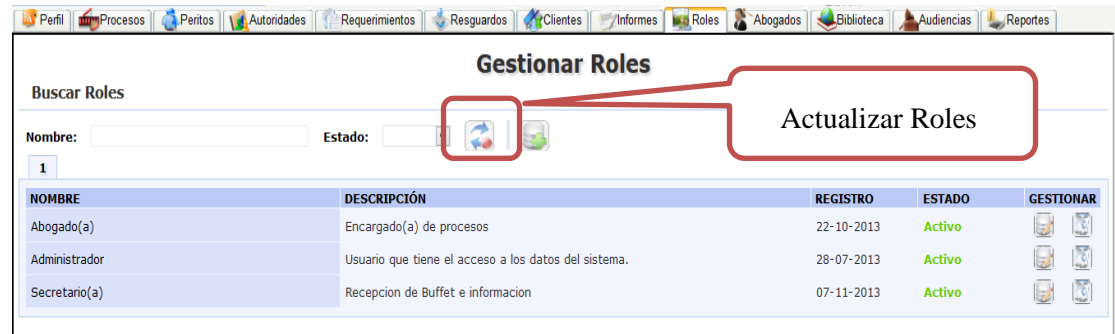 Perfil Procesos Peritos Autoridades Requerimientos Resguardos Clientes Informes Roles Abogados Biblioteca Audiencias Reportes
Gestionar Roles
Buscar Roles
Actualizar Roles
Nombre: Estado:
1
NOMBRE DESCRIPCIÓN REGISTRO ESTADO GESTIONAR
Abogado(a) Encargado(a) de procesos 22-10-2013 Activo
Administrador Usuario que tiene el acceso a los datos del sistema. 28-07-2013 Activo
Secretario(a) Recepcion de Buffet e informacion 07-11-2013 Activo